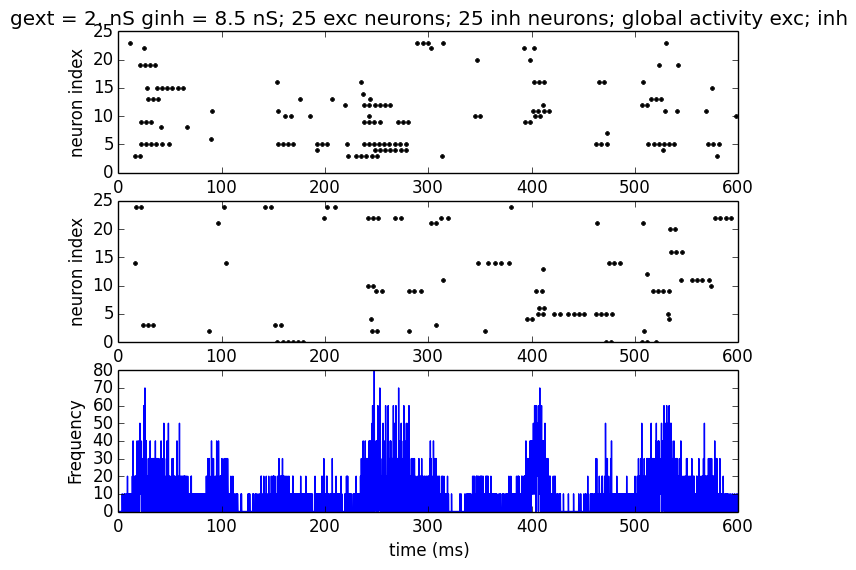 gext = 2, nS ginh = 8.5 nS; 25 exc neurons; 25 inh neurons; global activity exc; inh
25
20
15
10
5
0
neuron index
0 100 200 300 400 500 600
25
20
15
10
5
0
neuron index
0 100 200 300 400 500 600
80
70
60
50
40
30
20
10
0
Frequency
0 100 200 300 400 500 600
time (ms)